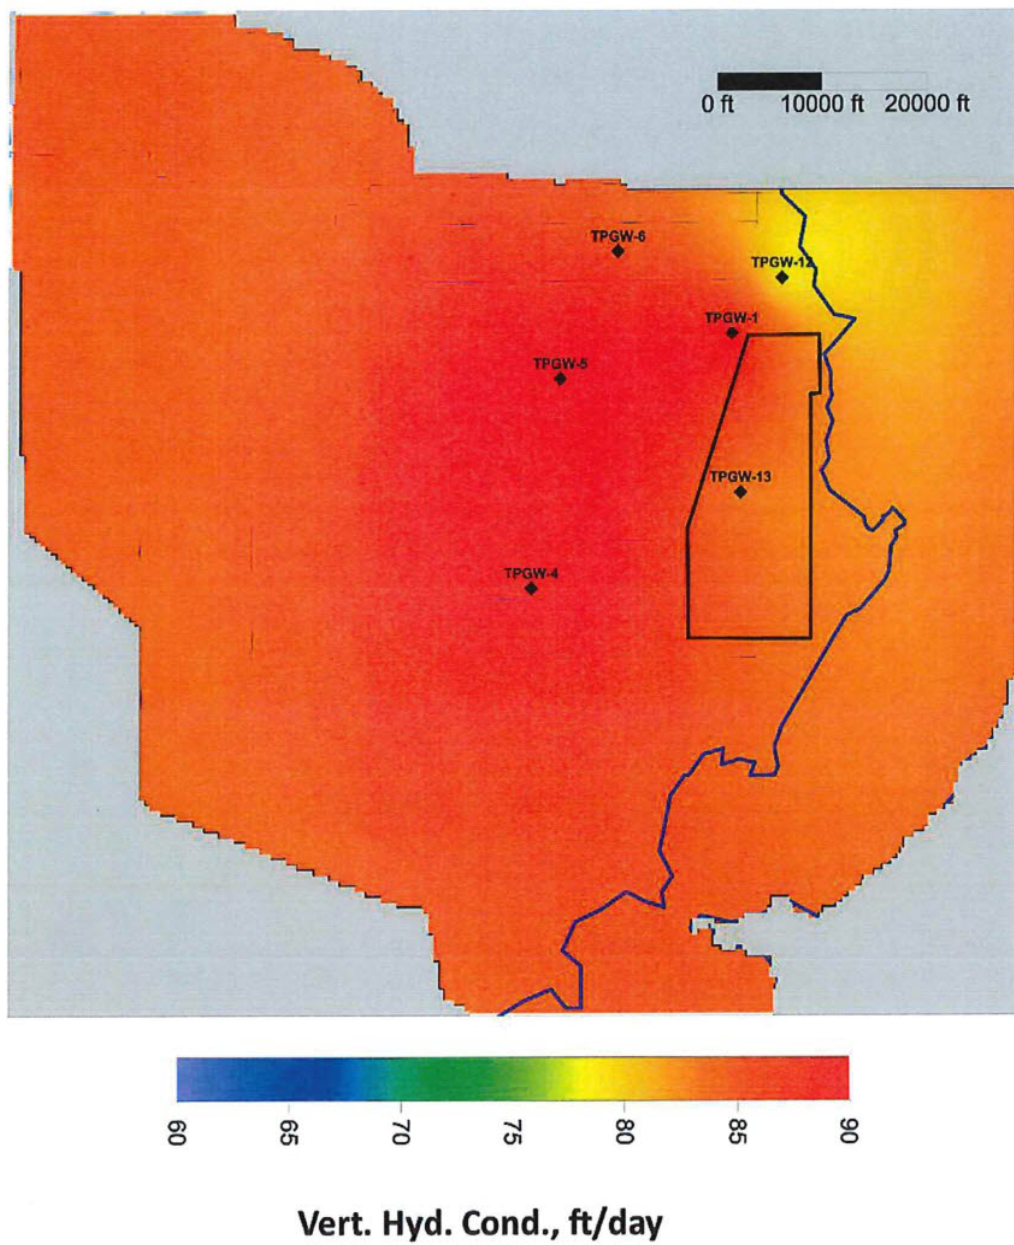 0 ft 10000 ft 20000 ft
TPGW-6
TPGW-12
TPGW-1
TPGW-5
TPGW-13
TPGW-4
60 65 70 75 80 85 90
Vert. Hyd. Cond., ft/day